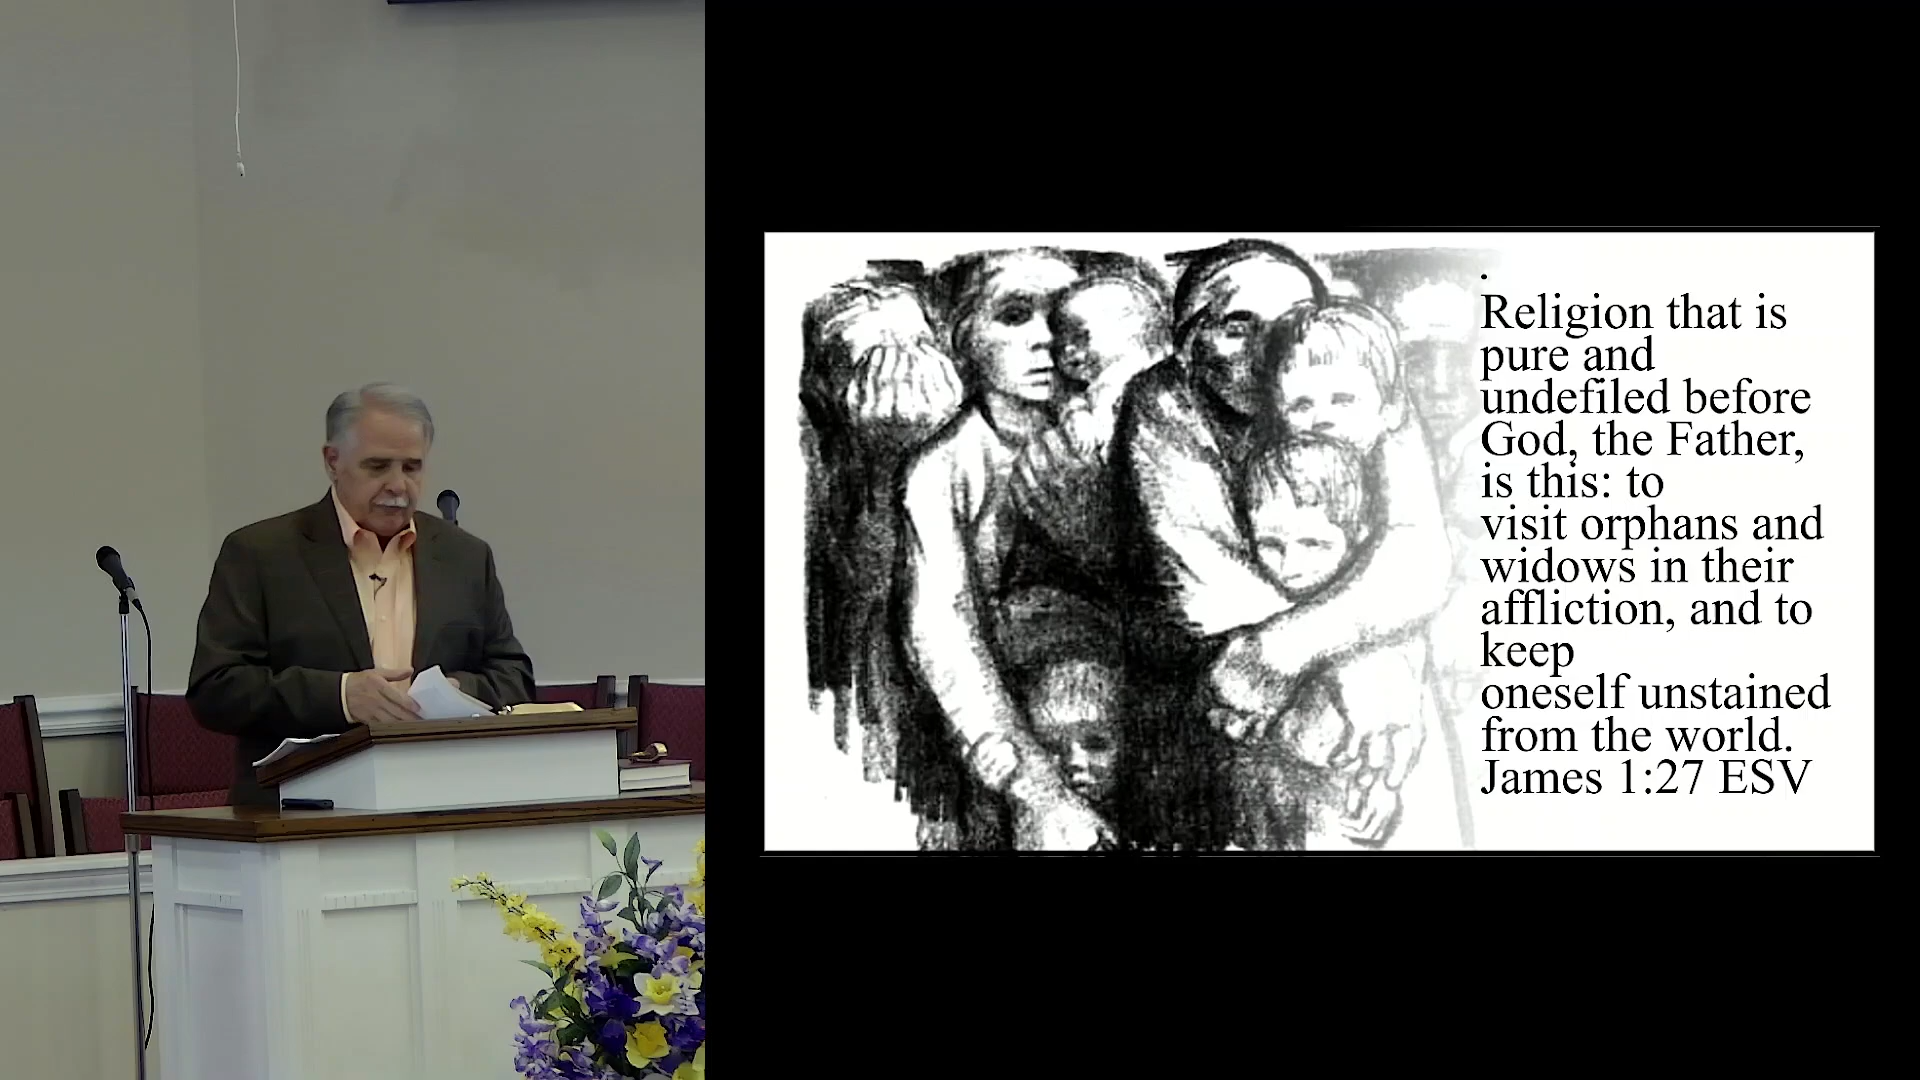 .
Religion that is
pure and
undefiled before
God, the Father,
is this: to
visit orphans and
widows in their
affliction, and to
keep
oneself unstained
from the world.
James 1:27 ESV